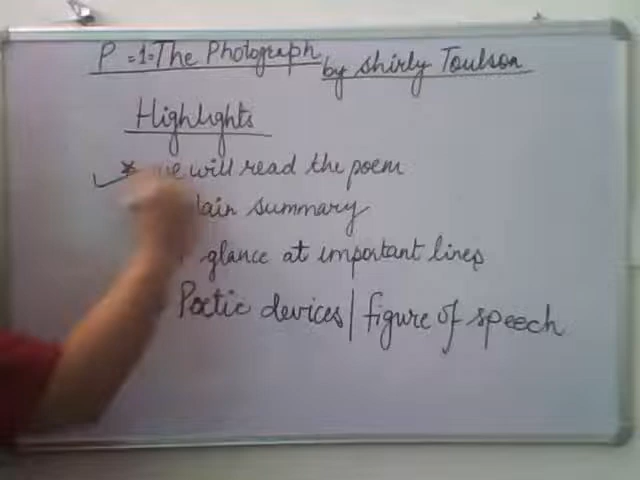 P =1= The Photograph by Shirly Toulson
Highlights
* we will read the poem
lain summary
glance at important lines
Poetic devices | figure of speech